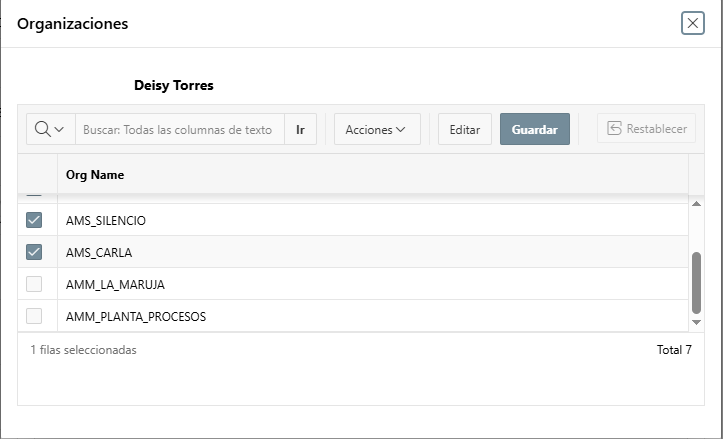 Organizaciones
Deisy Torres
Buscar: Todas las columnas de texto Ir Acciones Editar Guardar Restablecer
Org Name
AMS_SILENCIO
AMS_CARLA
AMM_LA_MARUJA
AMM_PLANTA_PROCESOS
1 filas seleccionadas Total 7